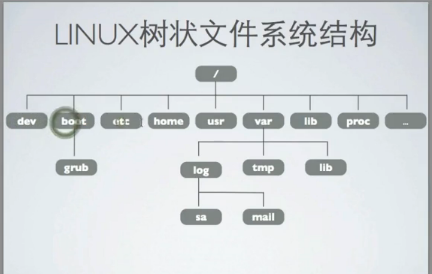 LINUX树状文件系统结构
/
dev boot etc home usr var lib proc ...
grub log tmp lib
sa mail